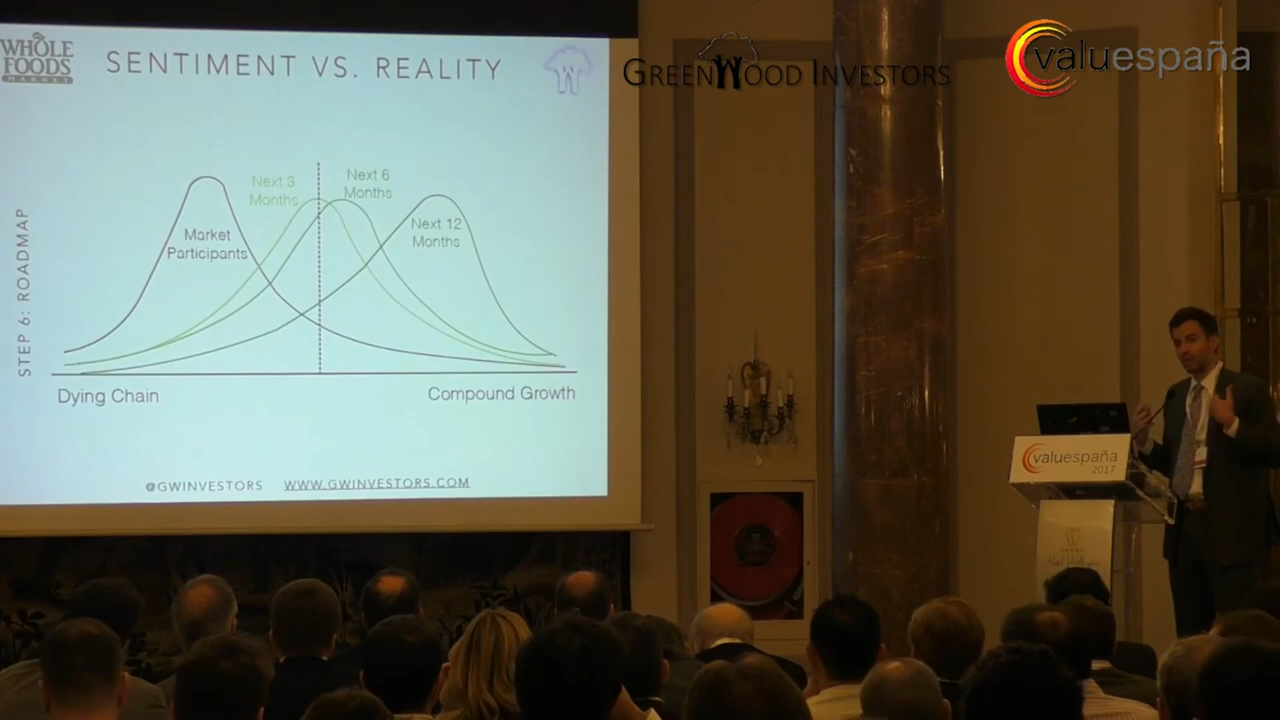 WHOLE
FOODS
MARKET
SENTIMENT VS. REALITY
GREENWOOD INVESTORS
valuespaña
STEP 6: ROADMAP
Market
Participants
Next 3
Months
Next 6
Months
Next 12
Months
Dying Chain
Compound Growth
@GWINVESTORS WWW.GWINVESTORS.COM
valuespaña
2017